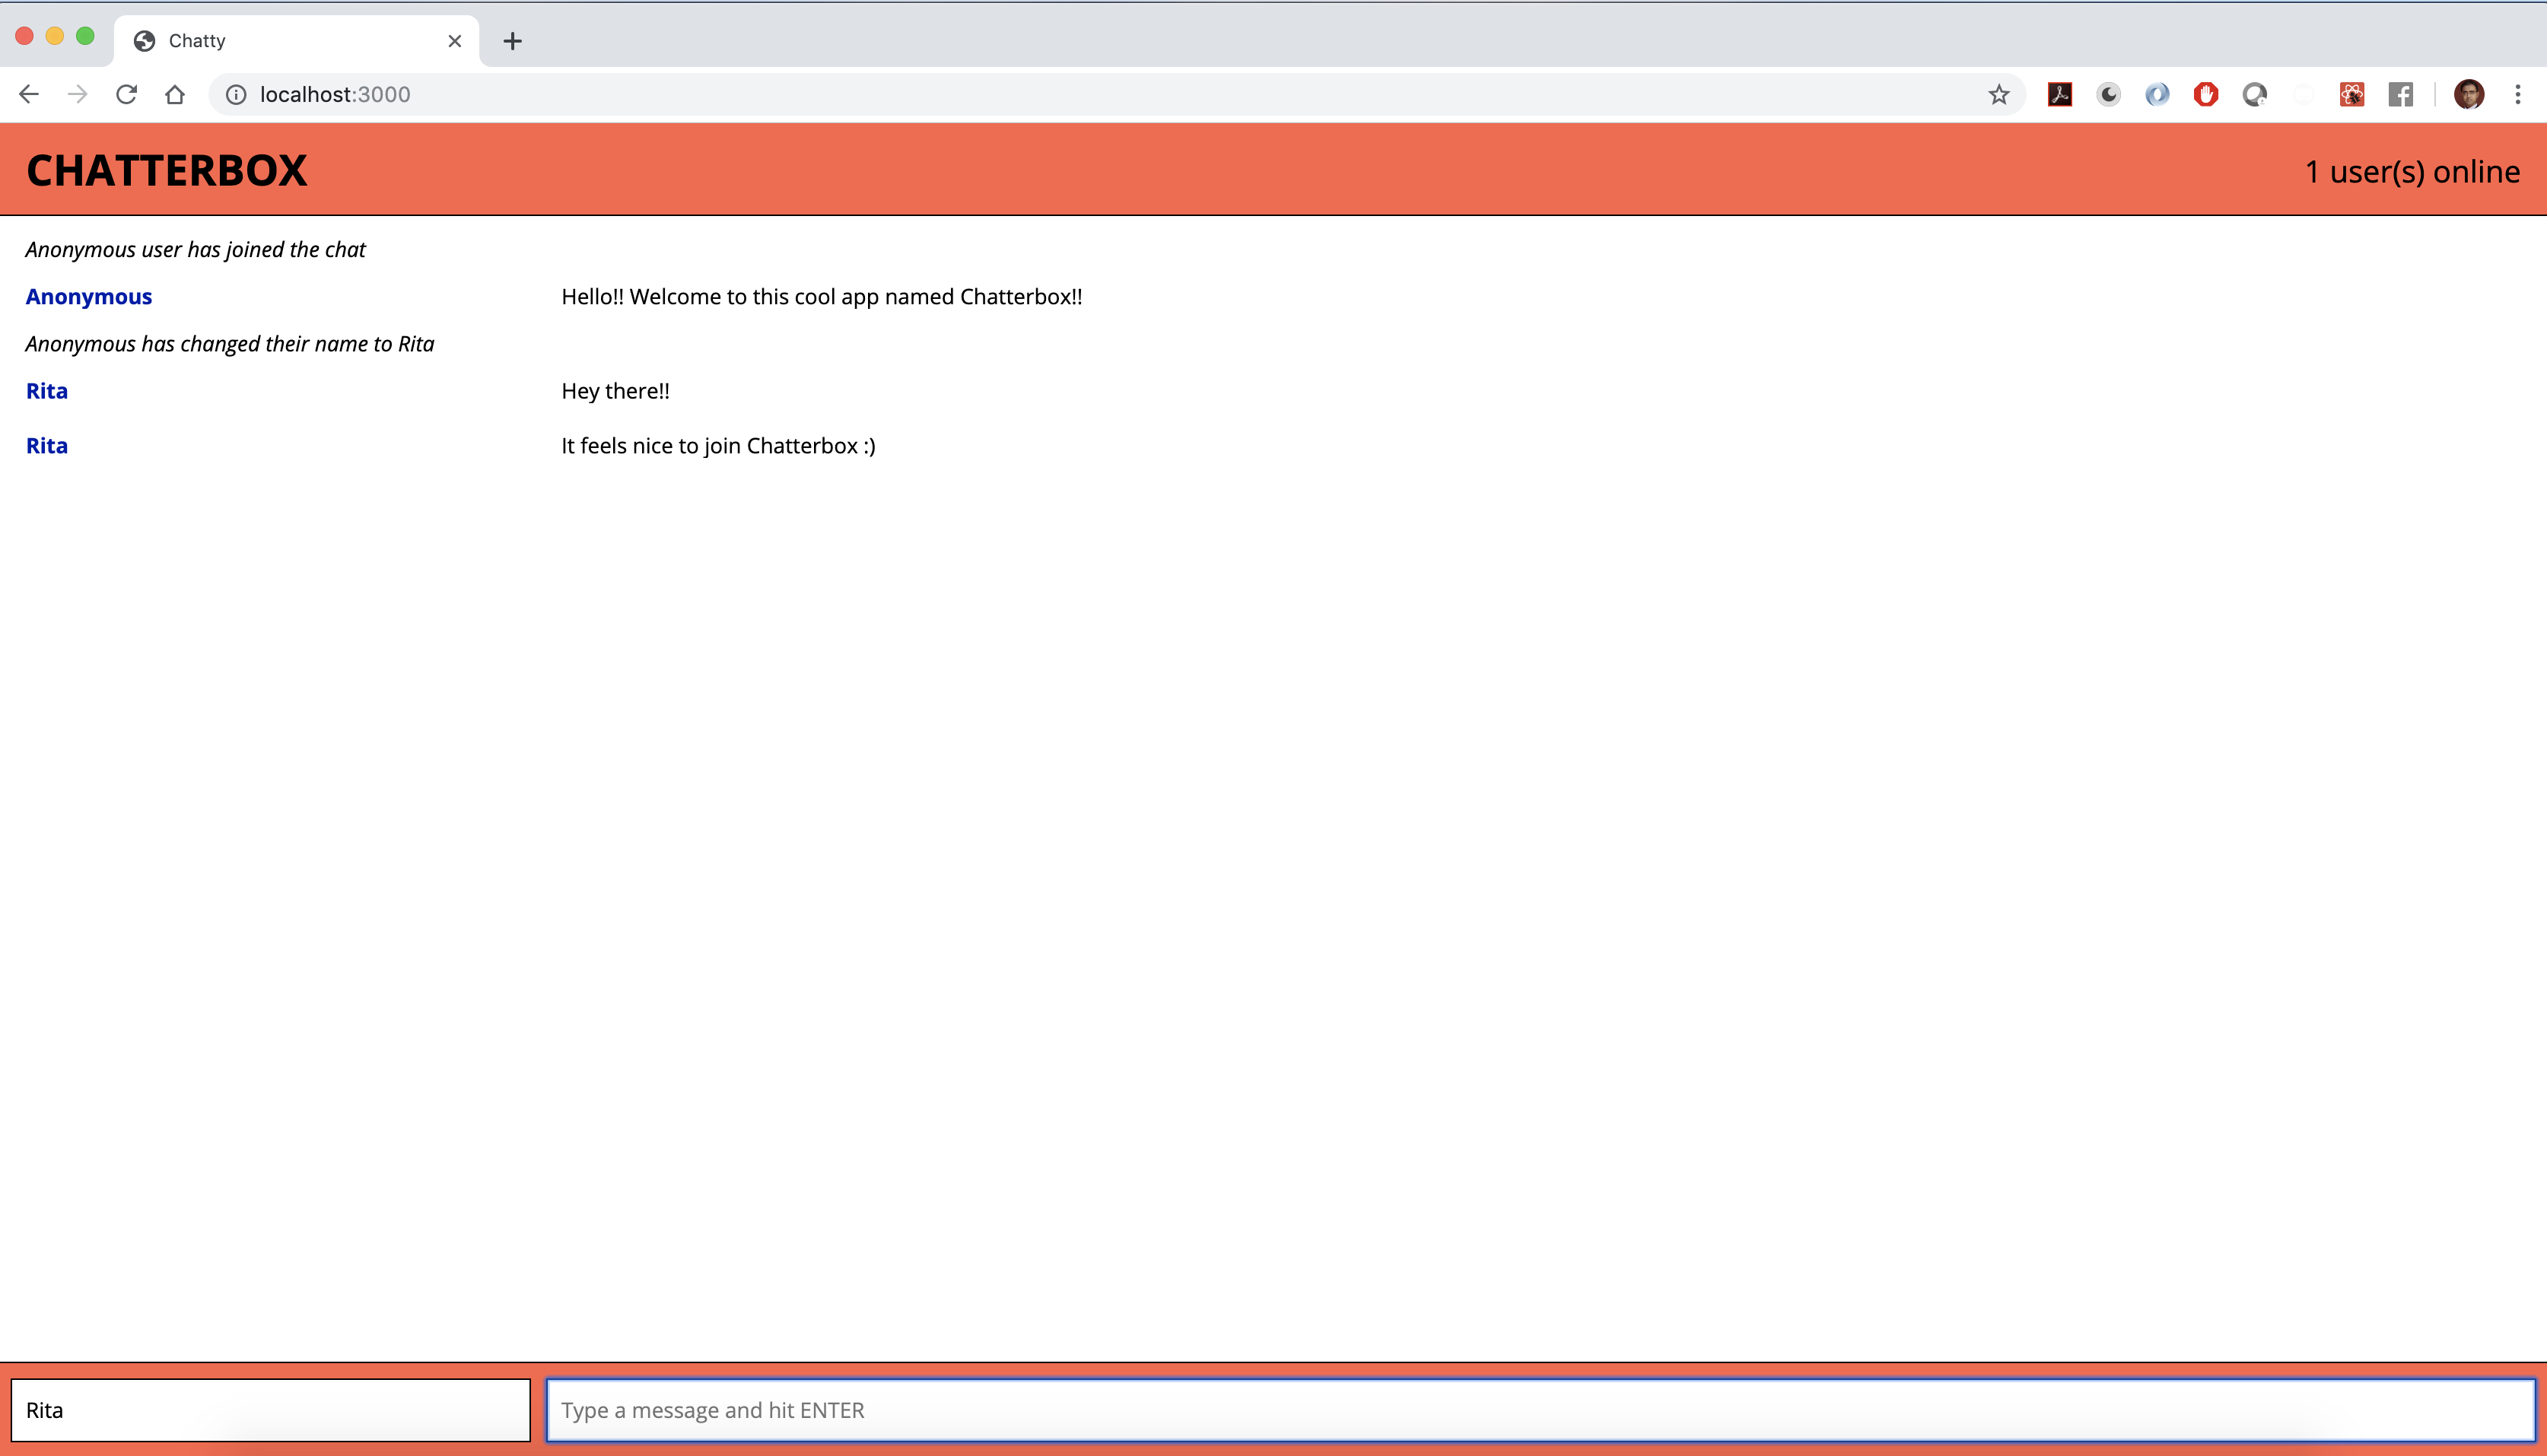 Chatty
localhost:3000
CHATTERBOX
1 user(s) online
Anonymous user has joined the chat
Anonymous Hello!! Welcome to this cool app named Chatterbox!!
Anonymous has changed their name to Rita
Rita Hey there!!
Rita It feels nice to join Chatterbox :)
Rita Type a message and hit ENTER